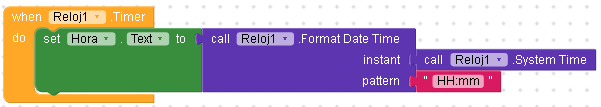 when Reloj1 .Timer
do set Hora . Text to call Reloj1 .Format Date Time
instant call Reloj1 .System Time
pattern " HH:mm "